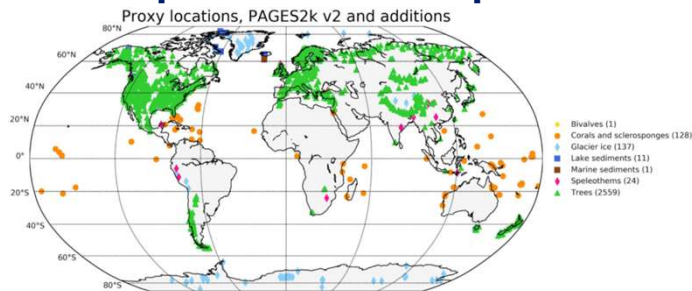 Proxy locations, PAGES2k v2 and additions
80°N
60°N
40°N
20°N
0°
20°S
40°S
60°S
80°S
Bivalves (1)
Corals and sclerosponges (128)
Glacier ice (137)
Lake sediments (11)
Marine sediments (1)
Speleothems (24)
Trees (2559)